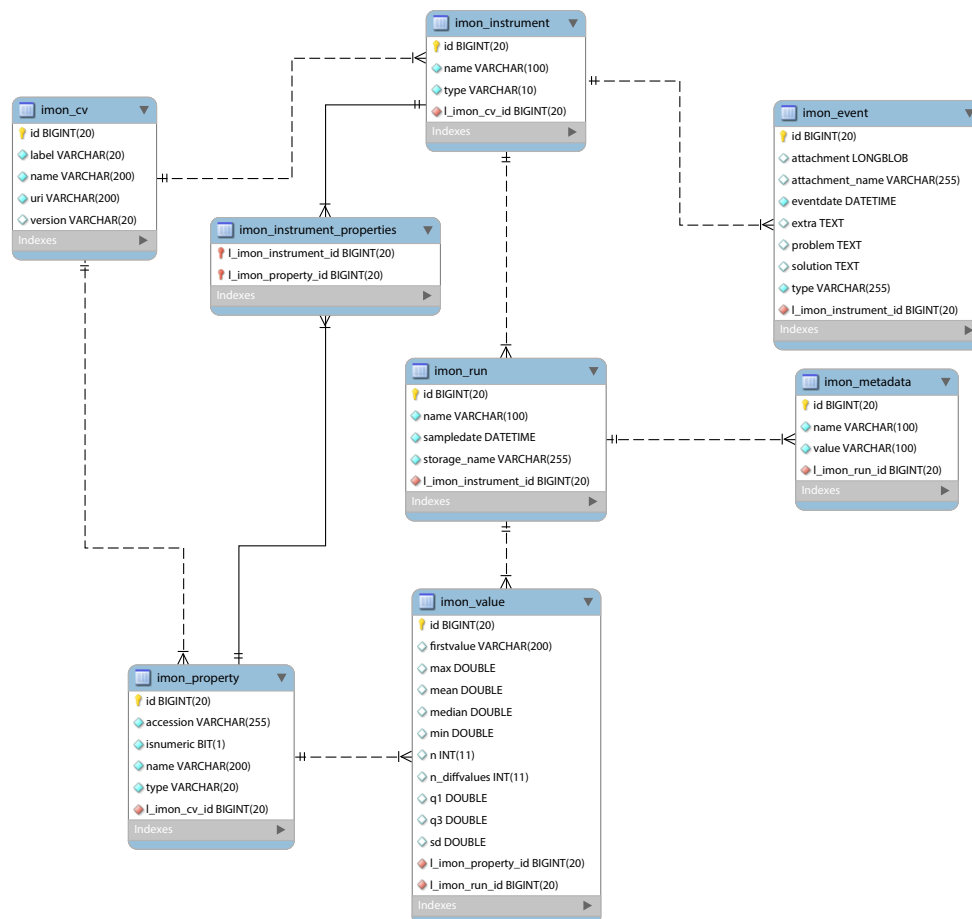 imon_instrument
id BIGINT(20)
name VARCHAR(100)
type VARCHAR(10)
l_imon_cv_id BIGINT(20)
Indexes
imon_cv
id BIGINT(20)
label VARCHAR(20)
name VARCHAR(200)
uri VARCHAR(200)
version VARCHAR(20)
Indexes
imon_event
id BIGINT(20)
attachment LONGBLOB
attachment_name VARCHAR(255)
eventdate DATETIME
extra TEXT
problem TEXT
solution TEXT
type VARCHAR(255)
l_imon_instrument_id BIGINT(20)
Indexes
imon_instrument_properties
l_imon_instrument_id BIGINT(20)
l_imon_property_id BIGINT(20)
Indexes
imon_run
id BIGINT(20)
name VARCHAR(100)
sampledate DATETIME
storage_name VARCHAR(255)
l_imon_instrument_id BIGINT(20)
Indexes
imon_metadata
id BIGINT(20)
name VARCHAR(100)
value VARCHAR(100)
l_imon_run_id BIGINT(20)
Indexes
imon_value
id BIGINT(20)
firstvalue VARCHAR(200)
max DOUBLE
mean DOUBLE
median DOUBLE
min DOUBLE
n INT(11)
n_diffvalues INT(11)
q1 DOUBLE
q3 DOUBLE
sd DOUBLE
l_imon_property_id BIGINT(20)
l_imon_run_id BIGINT(20)
Indexes
imon_property
id BIGINT(20)
accession VARCHAR(255)
isnumeric BIT(1)
name VARCHAR(200)
type VARCHAR(20)
l_imon_cv_id BIGINT(20)
Indexes